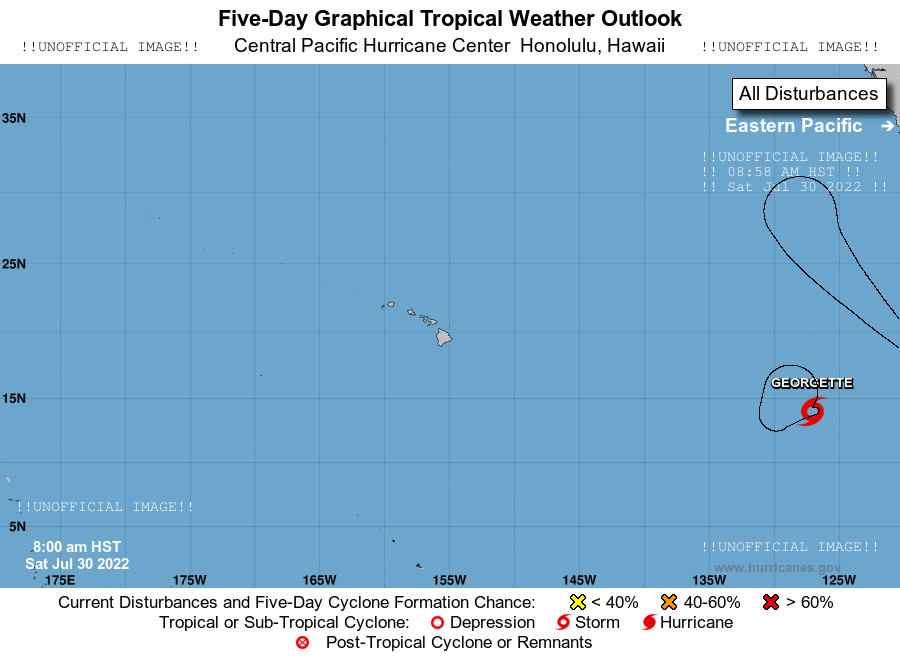 Five-Day Graphical Tropical Weather Outlook
!!UNOFFICIAL IMAGE!! Central Pacific Hurricane Center Honolulu, Hawaii !!UNOFFICIAL IMAGE!!
All Disturbances
35N
Eastern Pacific →
!!UNOFFICIAL IMAGE!!
!! 08:58 AM HST !!
!! Sat Jul 30 2022 !!
25N
GEORGETTE
15N
!!UNOFFICIAL IMAGE!!
5N
8:00 am HST
!!UNOFFICIAL IMAGE!!
Sat Jul 30 2022
www.hurricanes.gov
175E 175W 165W 155W 145W 135W 125W
Current Disturbances and Five-Day Cyclone Formation Chance: < 40% 40-60% > 60%
Tropical or Sub-Tropical Cyclone: Depression Storm Hurricane
Post-Tropical Cyclone or Remnants